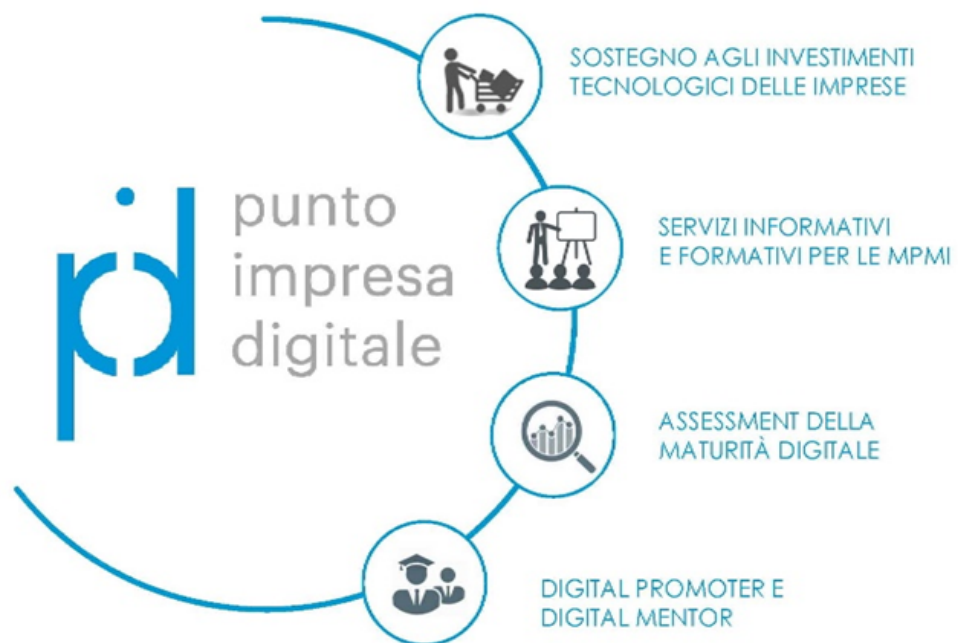 SOSTEGNO AGLI INVESTIMENTI
TECNOLOGICI DELLE IMPRESE
pid
punto
impresa
digitale
SERVIZI INFORMATIVI
E FORMATIVI PER LE MPMI
ASSESSMENT DELLA
MATURITÀ DIGITALE
DIGITAL PROMOTER E
DIGITAL MENTOR